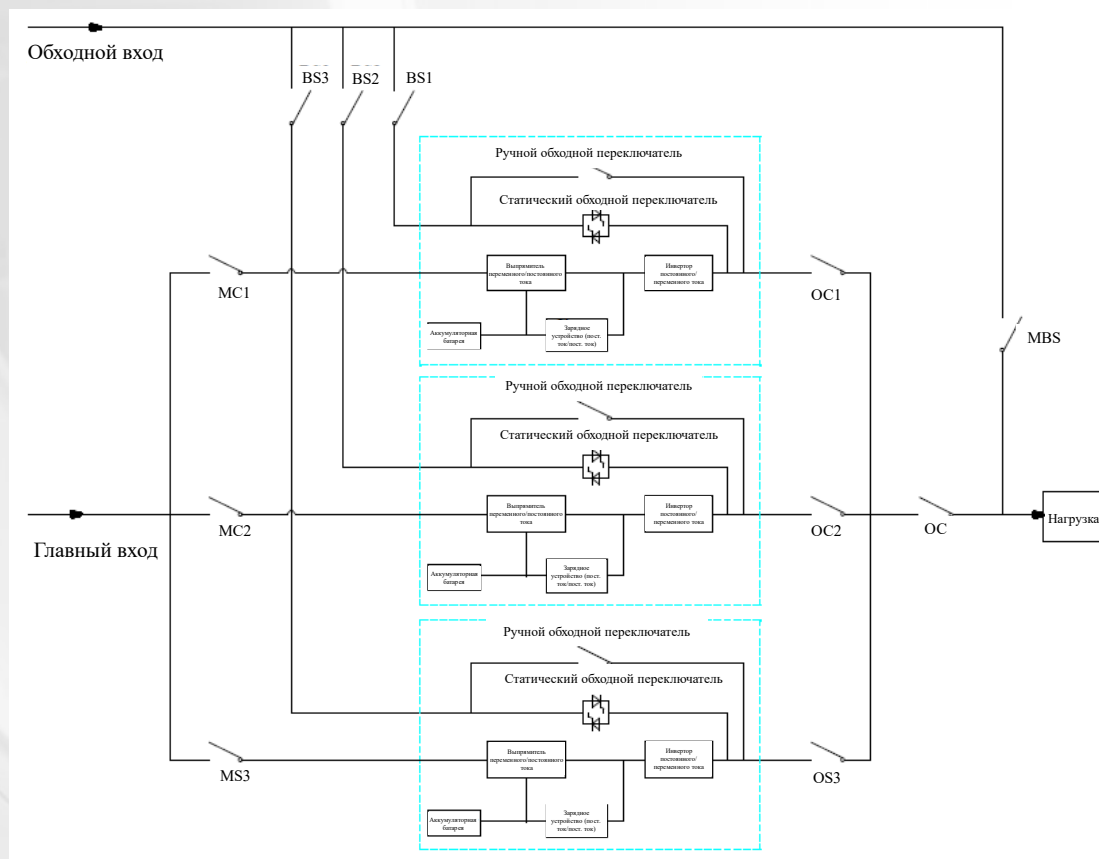 Обходной вход
BS3
BS2
BS1
Ручной обходной переключатель
Статический обходной переключатель
Выпрямитель
переменного/постоянного
тока
Инвертор
постоянного/
переменного тока
MC1
OC1
Аккумуляторная
батарея
Зарядное
устройство (пост.
ток/пост. ток)
MBS
Ручной обходной переключатель
Статический обходной переключатель
Выпрямитель
переменного/постоянного
тока
Инвертор
постоянного/
переменного тока
MC2
OC2
OC
Нагрузка
Главный вход
Аккумуляторная
батарея
Зарядное
устройство (пост.
ток/пост. ток)
Ручной обходной переключатель
Статический обходной переключатель
Выпрямитель
переменного/постоянного
тока
Инвертор
постоянного/
переменного тока
MS3
OS3
Аккумуляторная
батарея
Зарядное
устройство (пост.
ток/пост. ток)